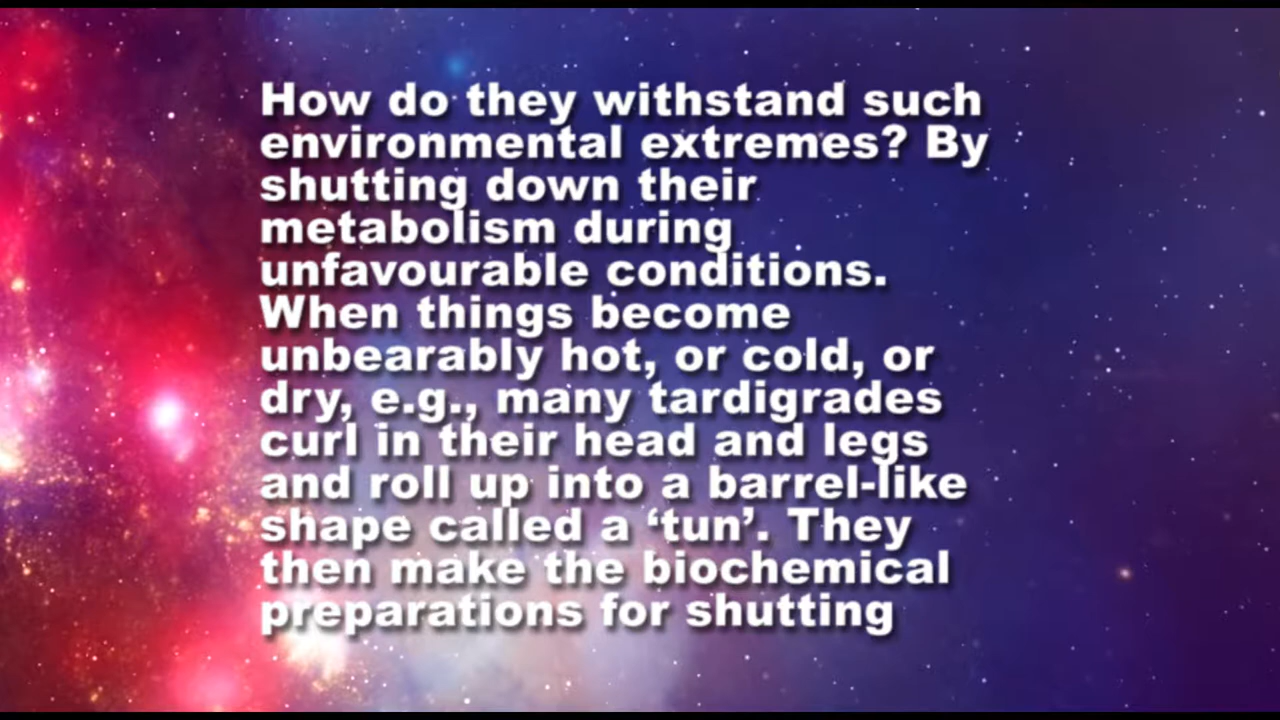 How do they withstand such
environmental extremes? By
shutting down their
metabolism during
unfavourable conditions.
When things become
unbearably hot, or cold, or
dry, e.g., many tardigrades
curl in their head and legs
and roll up into a barrel-like
shape called a ‘tun’. They
then make the biochemical
preparations for shutting